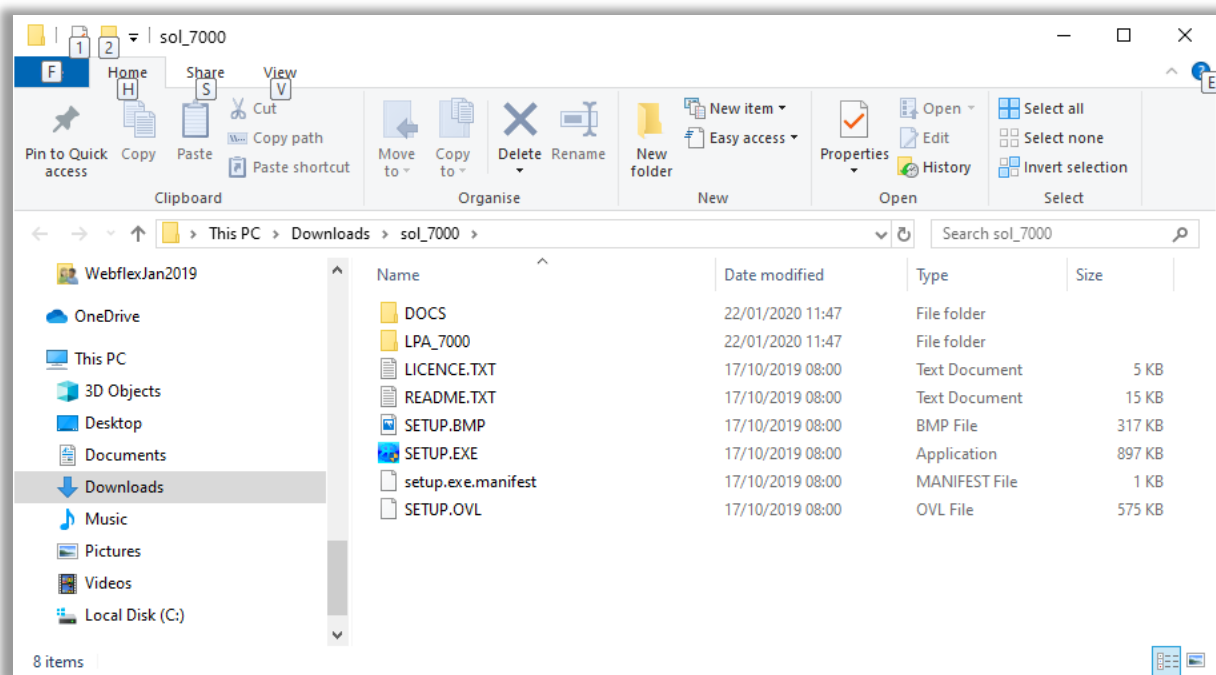 sol_7000
1 2
F Home Share View
H S V E
Cut
Copy path
Paste shortcut
Pin to Quick access
Copy
Paste
Clipboard
Move to
Copy to
Delete
Rename
Organise
New folder
New item
Easy access
New
Properties
Open
Edit
History
Open
Select all
Select none
Invert selection
Select
This PC > Downloads > sol_7000 >
Search sol_7000
WebflexJan2019
OneDrive
This PC
3D Objects
Desktop
Documents
Downloads
Music
Pictures
Videos
Local Disk (C:)
Name Date modified Type Size
DOCS 22/01/2020 11:47 File folder
LPA_7000 22/01/2020 11:47 File folder
LICENCE.TXT 17/10/2019 08:00 Text Document 5 KB
README.TXT 17/10/2019 08:00 Text Document 15 KB
SETUP.BMP 17/10/2019 08:00 BMP File 317 KB
SETUP.EXE 17/10/2019 08:00 Application 897 KB
setup.exe.manifest 17/10/2019 08:00 MANIFEST File 1 KB
SETUP.OVL 17/10/2019 08:00 OVL File 575 KB
8 items